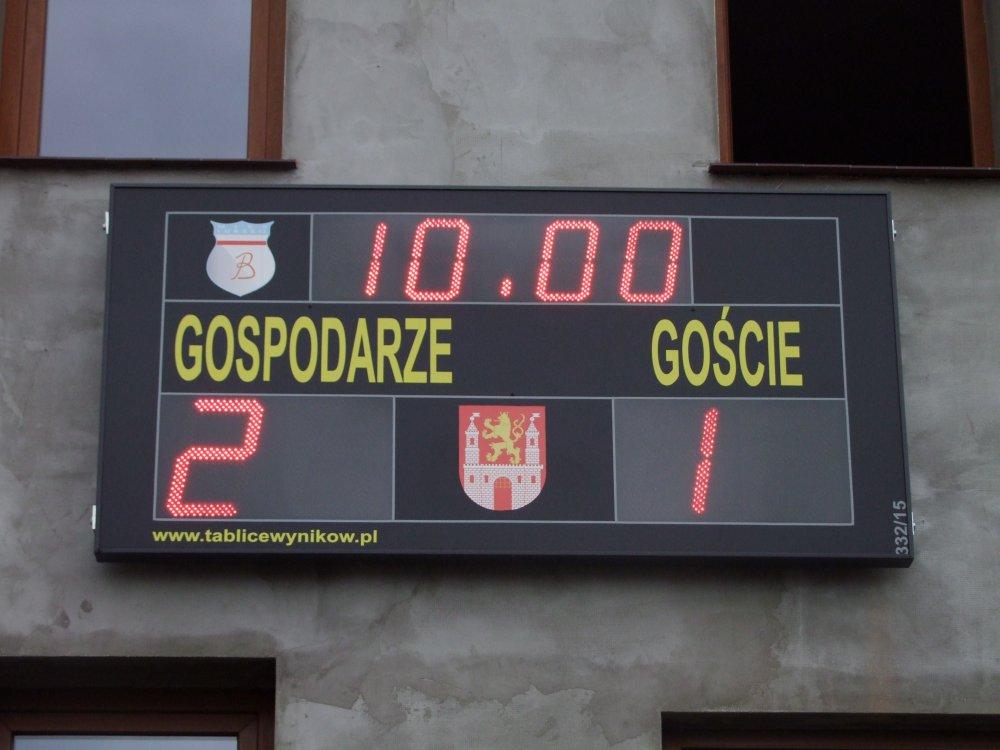 B
10.00
GOSPODARZE GOŚCIE
2 1
www.tablicewynikow.pl
332/15